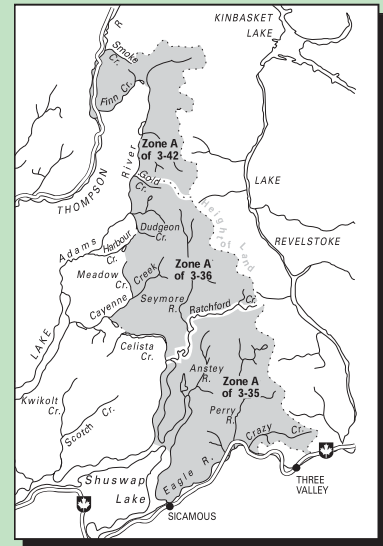 KINBASKET
LAKE
R
Smoke
Cr.
Finn Cr.
Zone A
of 3-42
River
Gold
Cr.
THOMPSON
LAKE
Height of Land
Dudgeon
Cr.
Harbour
Cr.
Adams
REVELSTOKE
Zone A
of 3-36
Meadow
Cr.
Cayenne Creek
Seymore
R.
Ratchford Cr.
LAKE
Celista
Cr.
Anstey
R.
Zone A
of 3-35
Kwikolt
Cr.
Scotch Cr.
Perry
R.
Crazy Cr.
Eagle R.
Shuswap
Lake
THREE
VALLEY
SICAMOUS